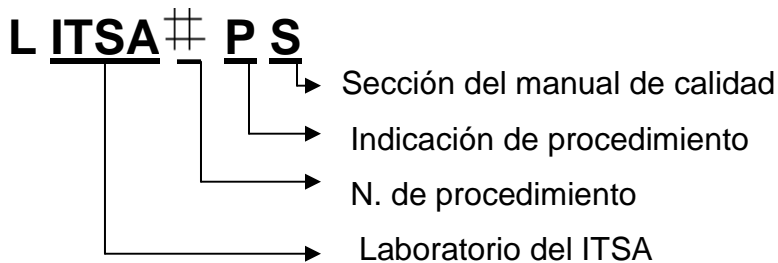 L ITSA# P S
Sección del manual de calidad
Indicación de procedimiento
N. de procedimiento
Laboratorio del ITSA